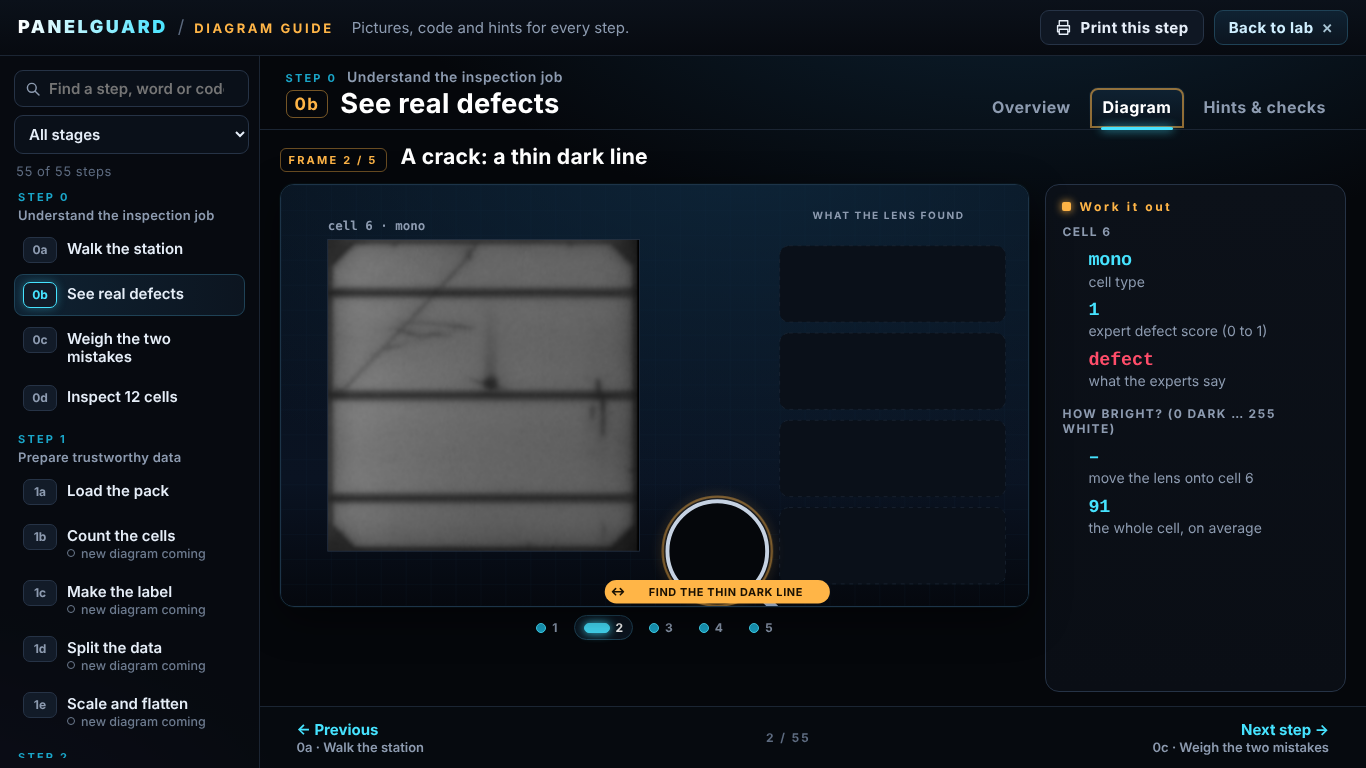 PANELGUARD / DIAGRAM GUIDE Pictures, code and hints for every step.
Print this step
Back to lab ×
Find a step, word or cod
All stages
55 of 55 steps
STEP 0
Understand the inspection job
0a Walk the station
0b See real defects
0c Weigh the two
mistakes
0d Inspect 12 cells
STEP 1
Prepare trustworthy data
1a Load the pack
1b Count the cells
new diagram coming
1c Make the label
new diagram coming
1d Split the data
new diagram coming
1e Scale and flatten
new diagram coming
STEP 2
STEP 0 Understand the inspection job
0b See real defects
Overview
Diagram
Hints & checks
FRAME 2 / 5 A crack: a thin dark line
cell 6 · mono
WHAT THE LENS FOUND
↔ FIND THE THIN DARK LINE
1 2 3 4 5
Work it out
CELL 6
mono
cell type
1
expert defect score (0 to 1)
defect
what the experts say
HOW BRIGHT? (0 DARK … 255
WHITE)
–
move the lens onto cell 6
91
the whole cell, on average
← Previous
0a · Walk the station
2 / 55
Next step →
0c · Weigh the two mistakes